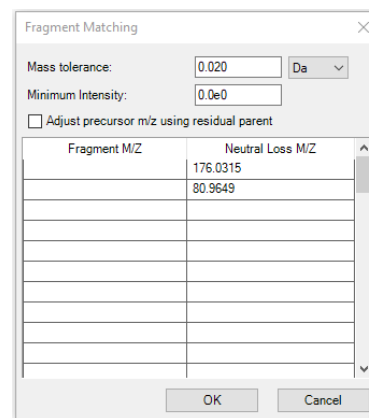 Fragment Matching
Mass tolerance: 0.020 Da
Minimum Intensity: 0.0e0
Adjust precursor m/z using residual parent
Fragment M/Z Neutral Loss M/Z
176.0315
80.9649
OK Cancel